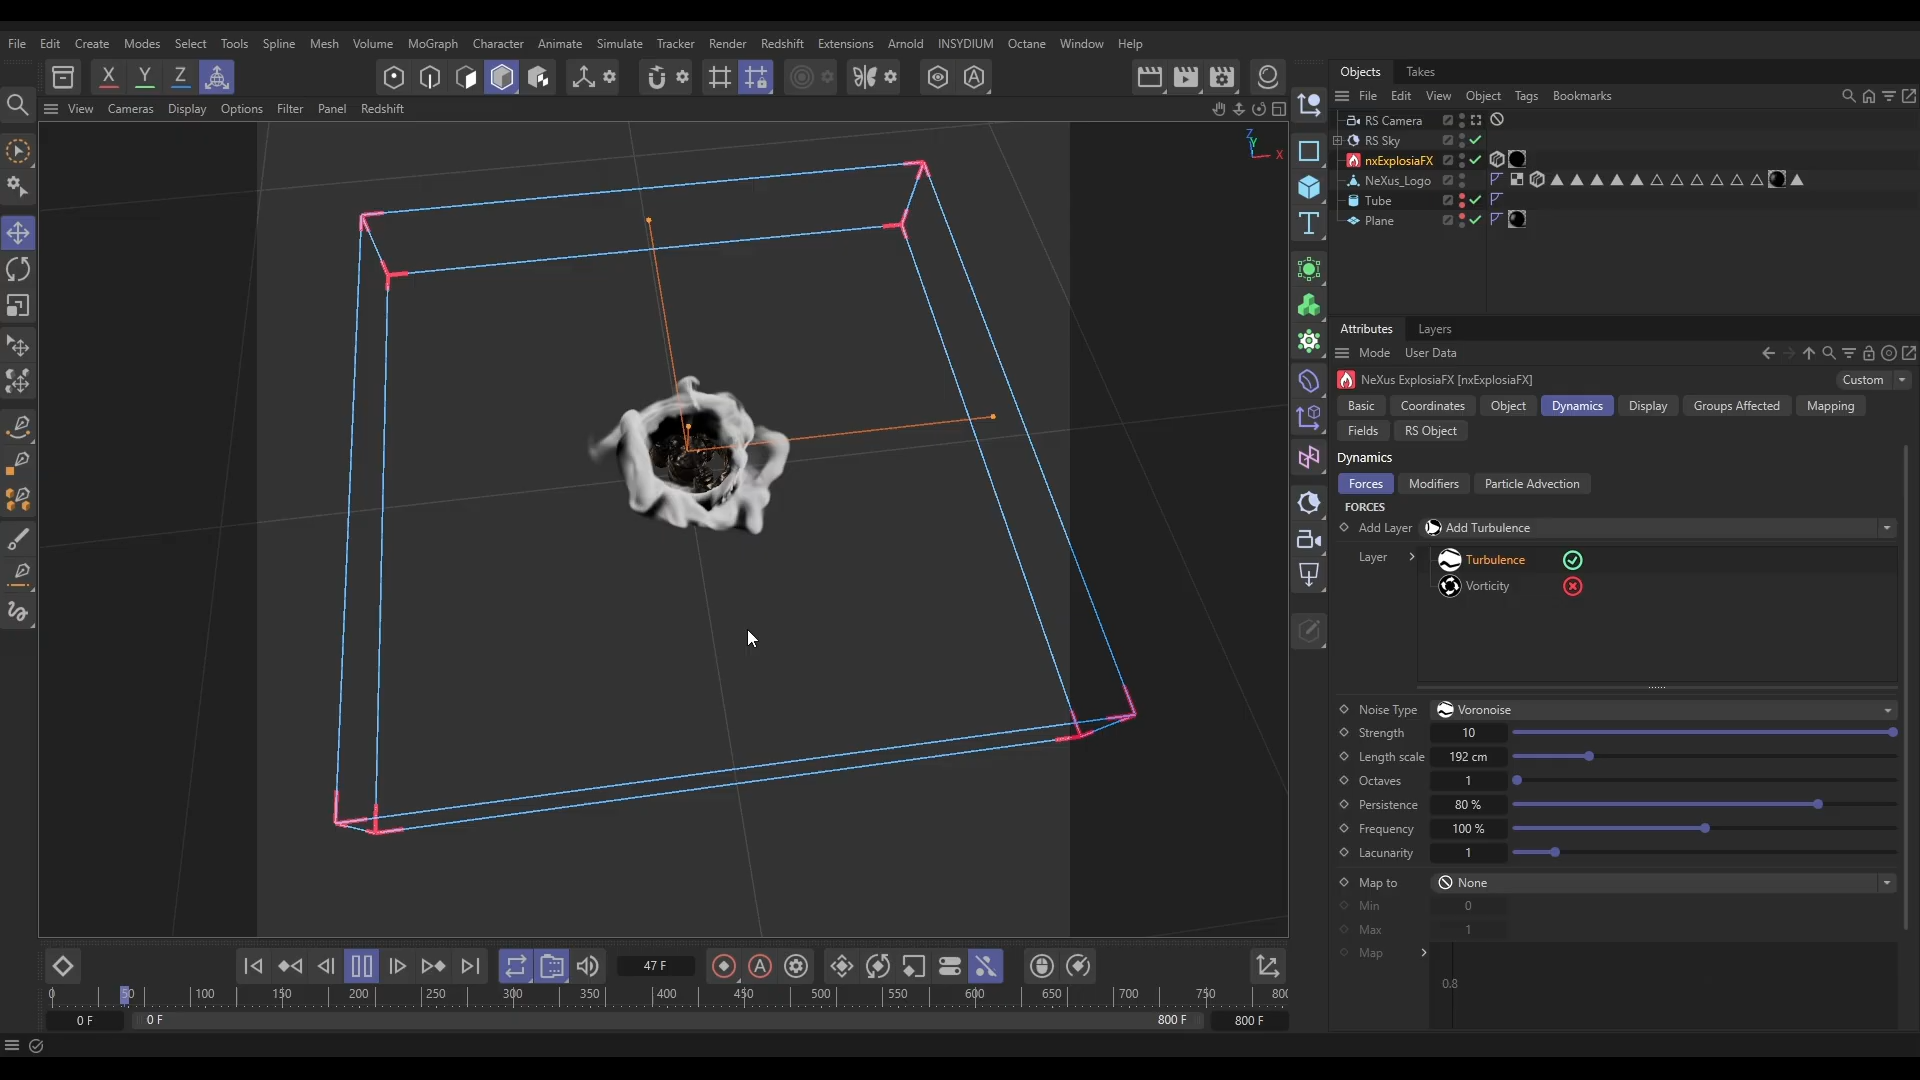 File Edit Create Modes Select Tools Spline Mesh Volume MoGraph Character Animate Simulate Tracker Render Redshift Extensions Arnold INSYDIUM Octane Window Help
X Y Z
View Cameras Display Options Filter Panel Redshift
Z
Y
X
Objects Takes
File Edit View Object Tags Bookmarks
RS Camera
RS Sky
nxExplosiaFX
NeXus_Logo
Tube
Plane
Attributes Layers
Mode User Data
NeXus ExplosiaFX [nxExplosiaFX] Custom
Basic Coordinates Object Dynamics Display Groups Affected Mapping
Fields RS Object
Dynamics
Forces Modifiers Particle Advection
FORCES
Add Layer Add Turbulence
Layer Turbulence
Vorticity
Noise Type Voronoise
Strength 10
Length scale 192 cm
Octaves 1
Persistence 80 %
Frequency 100 %
Lacunarity 1
Map to None
Min 0
Max 1
Map
0.8
47 F
0 50 100 150 200 250 300 350 400 450 500 550 600 650 700 750 800
0 F 0 F 800 F 800 F